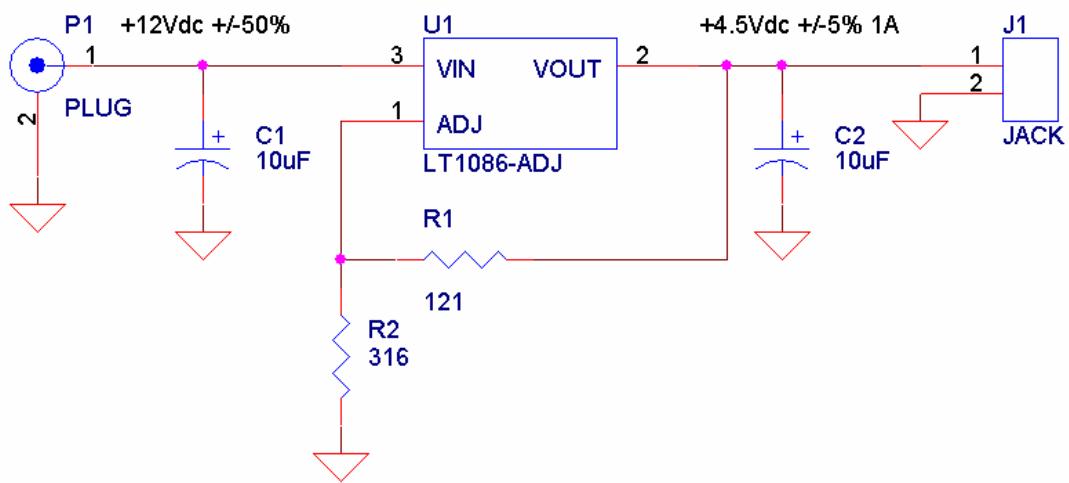 P1
+12Vdc +/-50%
U1
+4.5Vdc +/-5% 1A
J1
1
3
VIN
VOUT
2
1
2
PLUG
2
1
ADJ
C1
10uF
LT1086-ADJ
C2
10uF
JACK
R1
121
R2
316